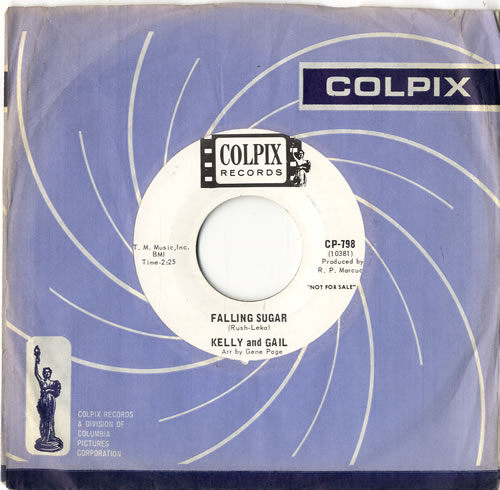 COLPIX
COLPIX
RECORDS
T. M. Music, Inc.
BMI
Time-2:25
CP-798
(10381)
Produced by
R. P. Marcuc
"NOT FOR SALE"
FALLING SUGAR
(Rush-Leka)
KELLY and GAIL
Arr by Gene Page
COLPIX RECORDS
A DIVISION OF
COLUMBIA
PICTURES
CORPORATION